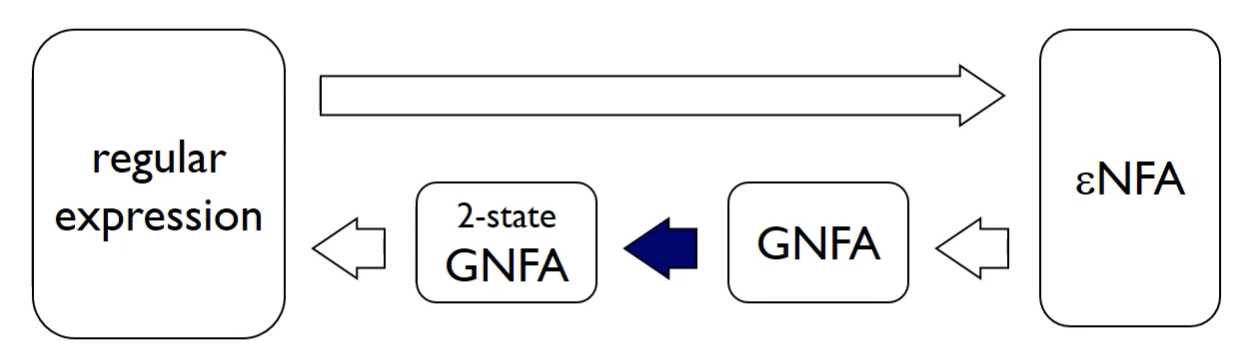 regular
expression
2-state
GNFA
GNFA
εNFA